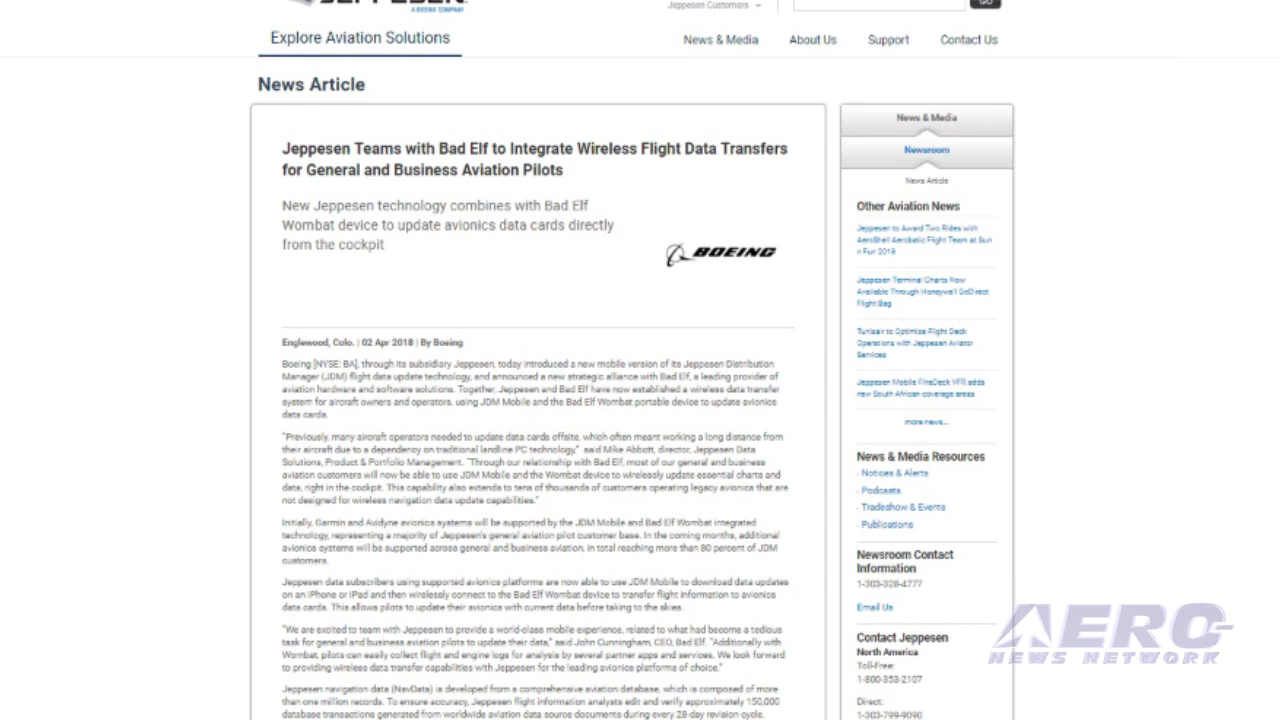 JEPPESEN
A BOEING COMPANY
Jeppesen Customers
GO
Explore Aviation Solutions
News & Media
About Us
Support
Contact Us
News Article
Jeppesen Teams with Bad Elf to Integrate Wireless Flight Data Transfers
for General and Business Aviation Pilots
New Jeppesen technology combines with Bad Elf
Wombat device to update avionics data cards directly
from the cockpit
BOEING
Englewood, Colo. | 02 Apr 2018 | By Boeing
Boeing [NYSE: BA], through its subsidiary Jeppesen, today introduced a new mobile version of its Jeppesen Distribution
Manager (JDM) flight data update technology, and announced a new strategic alliance with Bad Elf, a leading provider of
aviation hardware and software solutions. Together, Jeppesen and Bad Elf have now established a wireless data transfer
system for aircraft owners and operators, using JDM Mobile and the Bad Elf Wombat portable device to update avionics
data cards.
"Previously, many aircraft operators needed to update data cards offsite, which often meant working a long distance from
their aircraft due to a dependency on traditional landline PC technology," said Mike Abbott, director, Jeppesen Data
Solutions, Product & Portfolio Management. "Through our relationship with Bad Elf, most of our general and business
aviation customers will now be able to use JDM Mobile and the Wombat device to wirelessly update essential charts and
data, right in the cockpit. This capability also extends to tens of thousands of customers operating legacy avionics that are
not designed for wireless navigation data update capabilities."
Initially, Garmin and Avidyne avionics systems will be supported by the JDM Mobile and Bad Elf Wombat integrated
technology, representing a majority of Jeppesen's general aviation pilot customer base. In the coming months, additional
avionics systems will be supported across general and business aviation, in total reaching more than 80 percent of JDM
customers.
Jeppesen data subscribers using supported avionics platforms are now able to use JDM Mobile to download data updates
on an iPhone or iPad and then wirelessly connect to the Bad Elf Wombat device to transfer flight information to avionics
data cards. This allows pilots to update their avionics with current data before taking to the skies.
"We are excited to team with Jeppesen to provide a world-class mobile experience, related to what had become a tedious
task for general and business aviation pilots to update their data," said John Cunningham, CEO, Bad Elf. "Additionally with
Wombat, pilots can easily collect flight and engine logs for analysis by several partner apps and services. We look forward
to providing wireless data transfer capabilities with Jeppesen for the leading avionics platforms of choice."
Jeppesen navigation data (NavData) is developed from a comprehensive aviation database, which is composed of more
than one million records. To ensure accuracy, Jeppesen flight information analysts edit and verify approximately 150,000
database transactions generated from worldwide aviation data source documents during every 28-day revision cycle.
News & Media
Newsroom
News Article
Other Aviation News
Jeppesen to Award Two Rides with
AeroShell Aerobatic Flight Team at Sun
n Fun 2018
Jeppesen Terminal Charts Now
Available Through Honeywell GoDirect
Flight Bag
Tunisair to Optimize Flight Deck
Operations with Jeppesen Aviator
Services
Jeppesen Mobile FliteDeck VFR adds
new South African coverage areas
more news...
News & Media Resources
Notices & Alerts
Podcasts
Tradeshow & Events
Publications
Newsroom Contact
Information
1-303-328-4777
Email Us
Contact Jeppesen
North America
Toll-Free:
1-800-353-2107
Direct:
1-303-799-9090
AERO
NEWS NETWORK